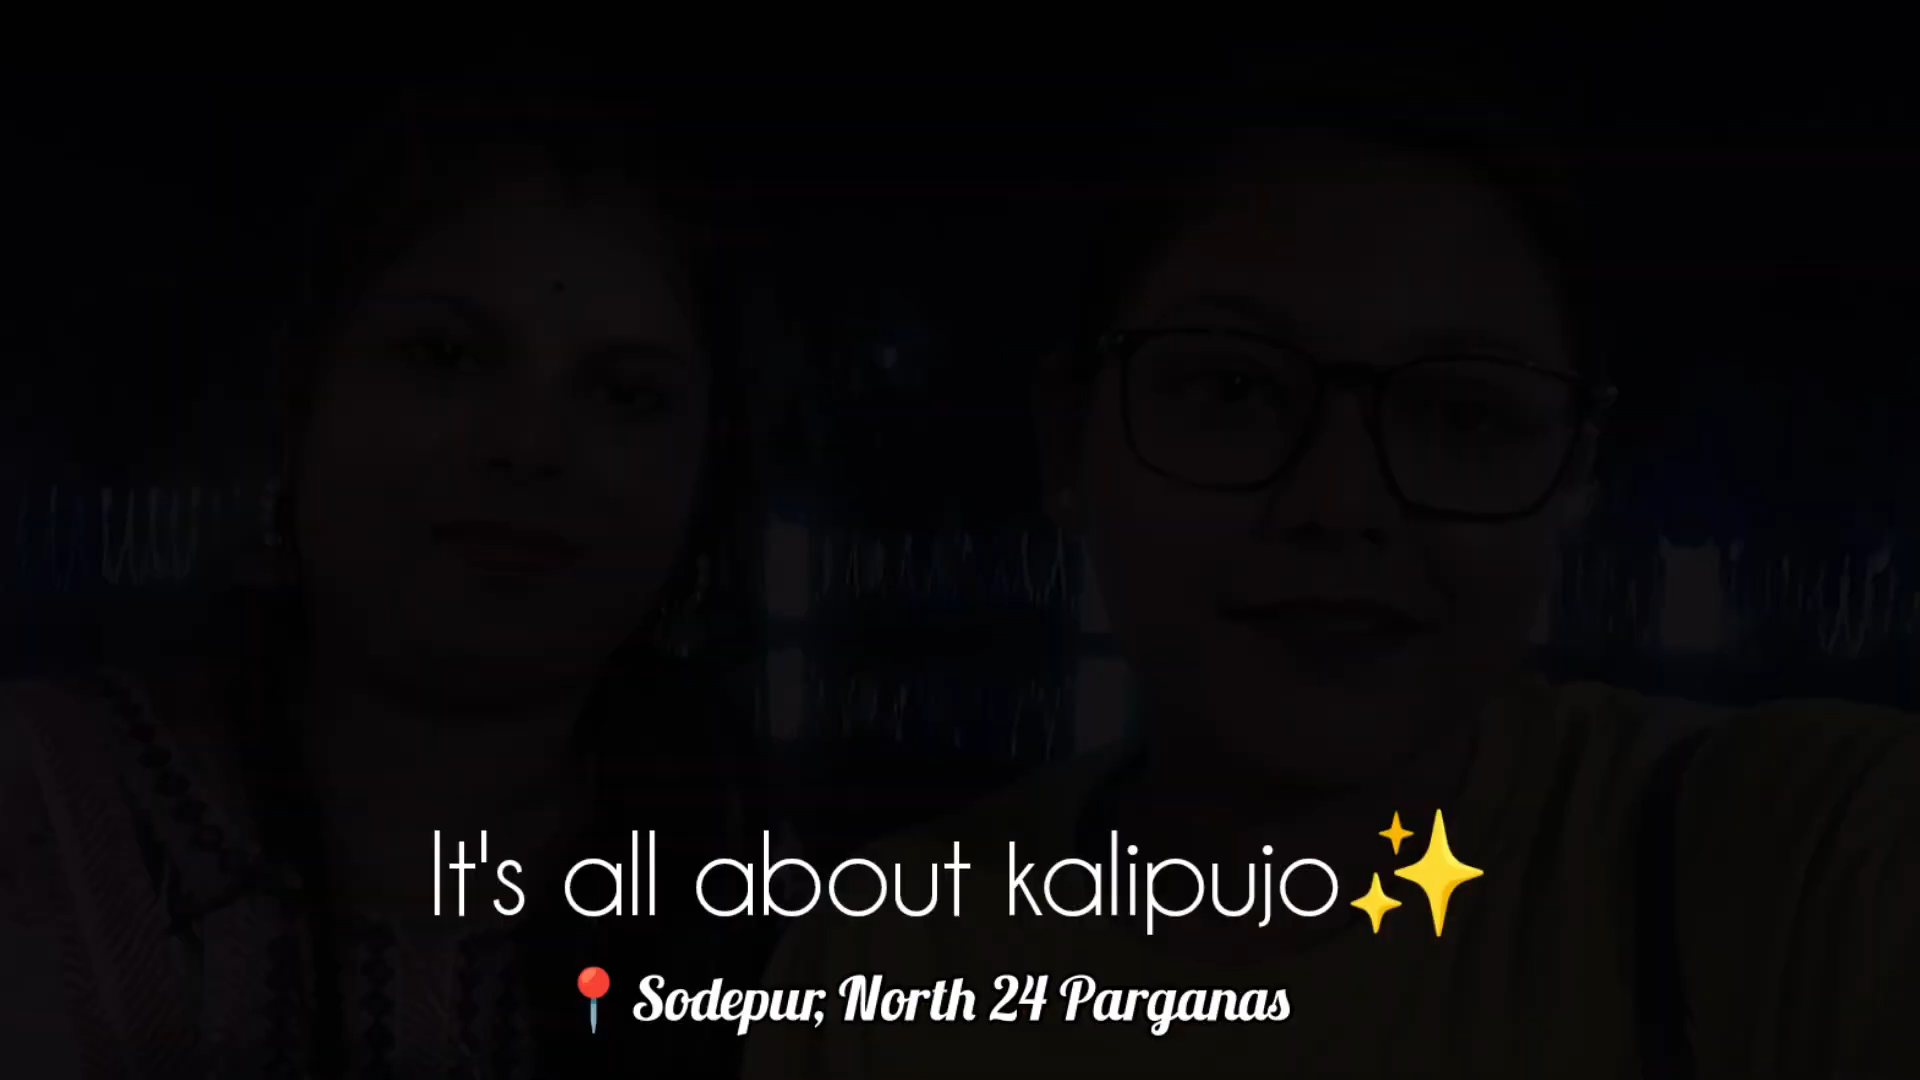 It's all about kalipujo✨
📍 Sodepur, North 24 Parganas